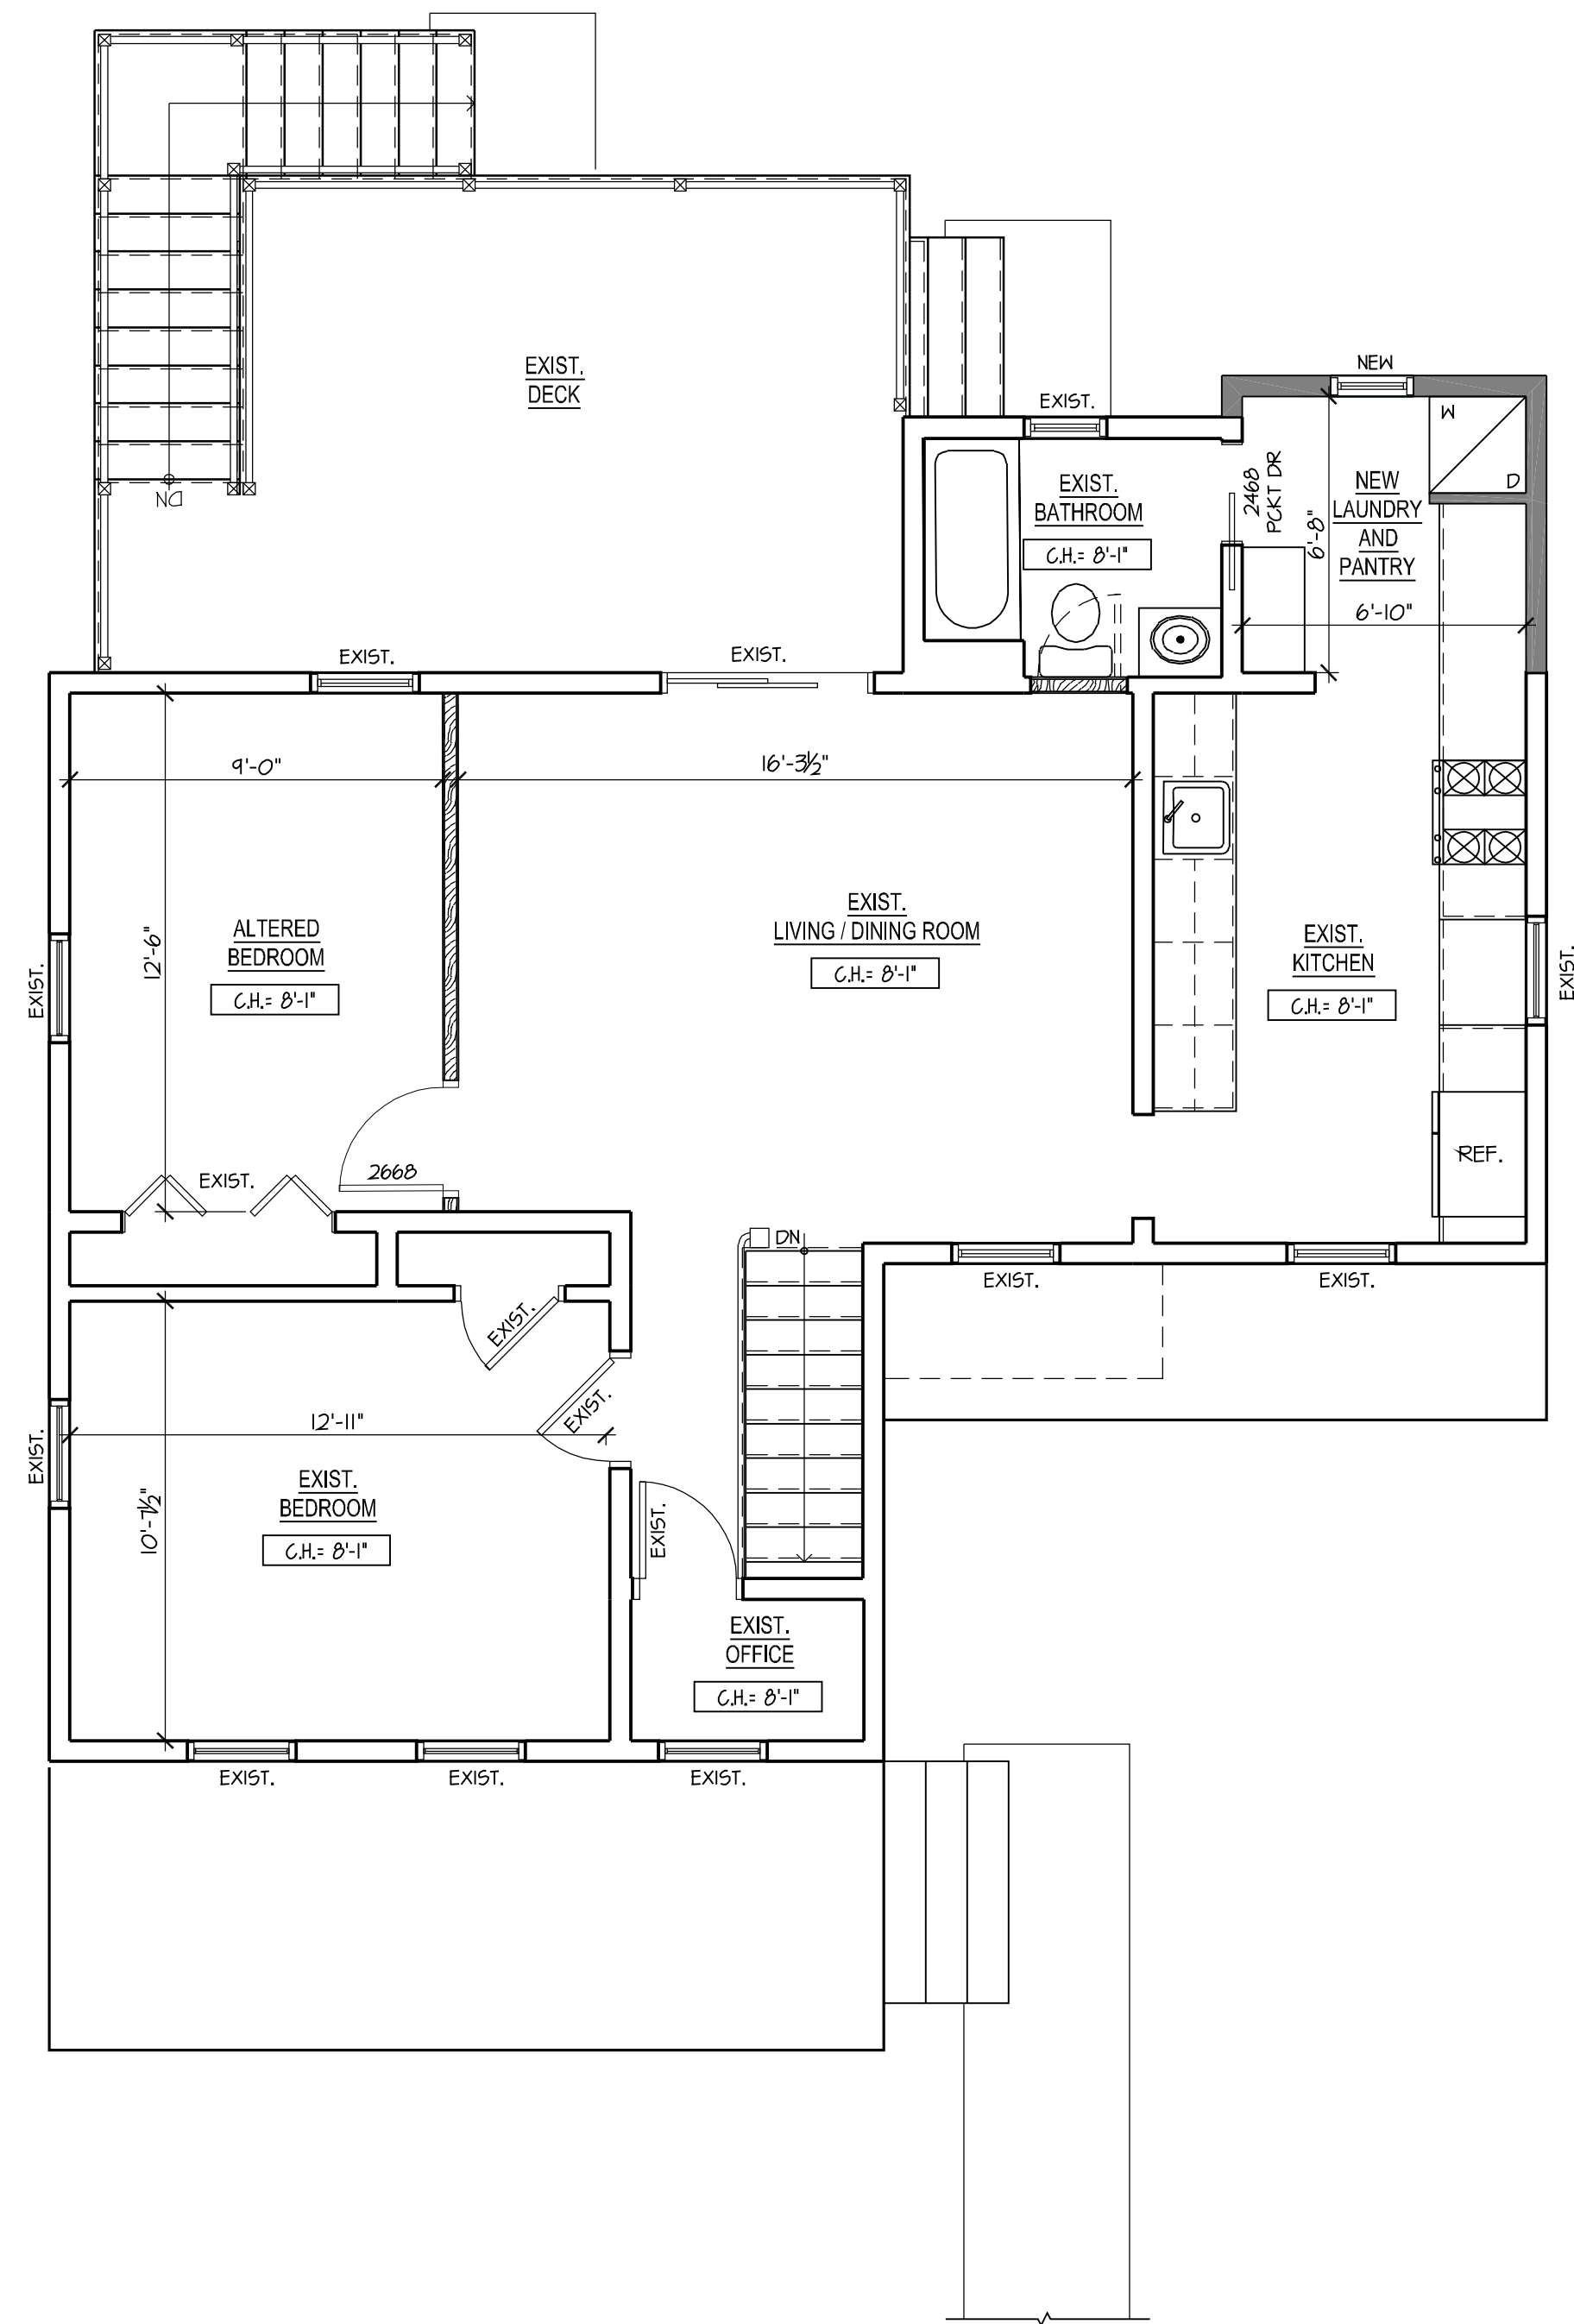 NEW
EXIST.
DECK
EXIST.
W
EXIST.
BATHROOM
C.H.= 8'-1"
2468
PCKT DR
NEW
LAUNDRY
AND
PANTRY
D
DN
6'-8"
6'-10"
EXIST.
EXIST.
9'-0"
16'-3½"
12'-6"
ALTERED
BEDROOM
C.H.= 8'-1"
EXIST.
LIVING / DINING ROOM
C.H.= 8'-1"
EXIST.
KITCHEN
C.H.= 8'-1"
EXIST.
EXIST.
2668
EXIST.
REF.
DN
EXIST.
EXIST.
EXIST.
EXIST.
12'-11"
EXIST.
10'-7½"
EXIST.
BEDROOM
C.H.= 8'-1"
EXIST.
EXIST.
OFFICE
C.H.= 8'-1"
EXIST.
EXIST.
EXIST.